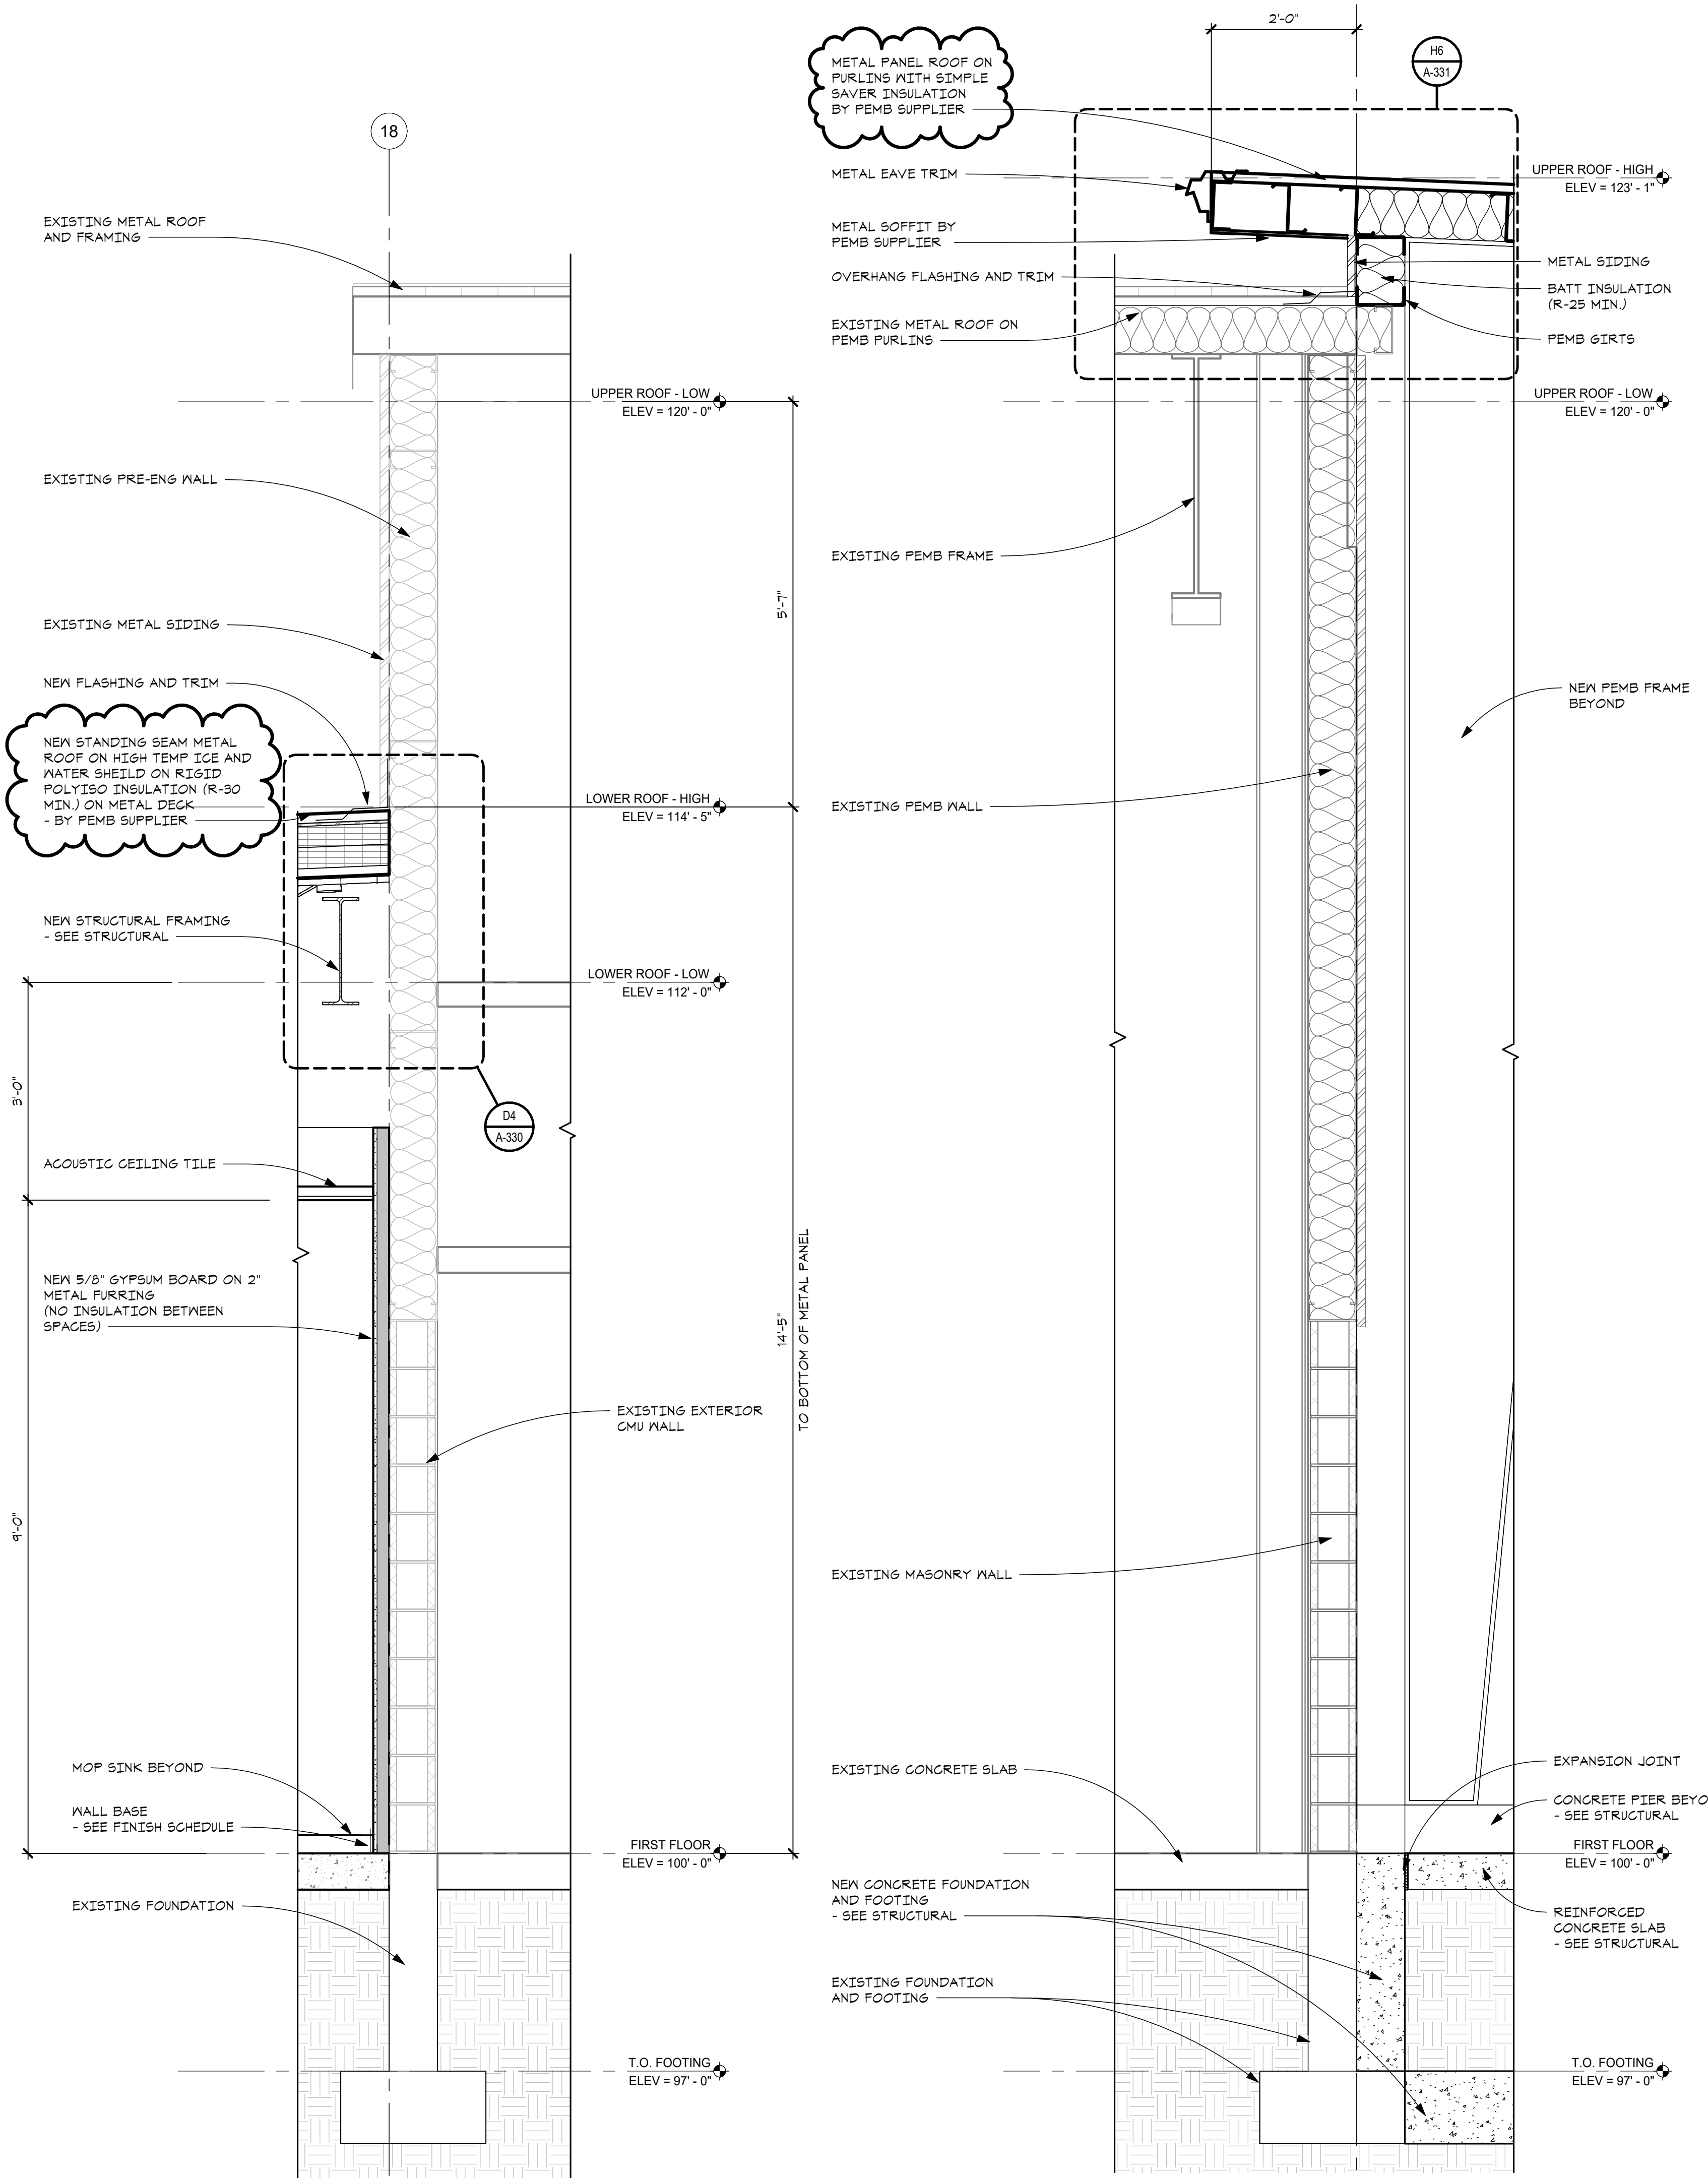 18
EXISTING METAL ROOF
AND FRAMING
UPPER ROOF - LOW
ELEV = 120' - 0"
EXISTING PRE-ENG WALL
5'-7"
EXISTING METAL SIDING
NEW FLASHING AND TRIM
NEW STANDING SEAM METAL
ROOF ON HIGH TEMP ICE AND
WATER SHEILD ON RIGID
POLYISO INSULATION (R-30
MIN.) ON METAL DECK
- BY PEMB SUPPLIER
LOWER ROOF - HIGH
ELEV = 114' - 5"
NEW STRUCTURAL FRAMING
- SEE STRUCTURAL
LOWER ROOF - LOW
ELEV = 112' - 0"
3'-0"
D4
A-330
ACOUSTIC CEILING TILE
NEW 5/8" GYPSUM BOARD ON 2"
METAL FURRING
(NO INSULATION BETWEEN
SPACES)
14'-5"
TO BOTTOM OF METAL PANEL
EXISTING EXTERIOR
CMU WALL
9'-0"
MOP SINK BEYOND
WALL BASE
- SEE FINISH SCHEDULE
FIRST FLOOR
ELEV = 100' - 0"
EXISTING FOUNDATION
T.O. FOOTING
ELEV = 97' - 0"
2'-0"
METAL PANEL ROOF ON
PURLINS WITH SIMPLE
SAVER INSULATION
BY PEMB SUPPLIER
H6
A-331
METAL EAVE TRIM
UPPER ROOF - HIGH
ELEV = 123' - 1"
METAL SOFFIT BY
PEMB SUPPLIER
OVERHANG FLASHING AND TRIM
METAL SIDING
BATT INSULATION
(R-25 MIN.)
EXISTING METAL ROOF ON
PEMB PURLINS
PEMB GIRTS
UPPER ROOF - LOW
ELEV = 120' - 0"
EXISTING PEMB FRAME
NEW PEMB FRAME
BEYOND
EXISTING PEMB WALL
EXISTING MASONRY WALL
EXISTING CONCRETE SLAB
EXPANSION JOINT
CONCRETE PIER BEYO
- SEE STRUCTURAL
FIRST FLOOR
ELEV = 100' - 0"
NEW CONCRETE FOUNDATION
AND FOOTING
- SEE STRUCTURAL
REINFORCED
CONCRETE SLAB
- SEE STRUCTURAL
EXISTING FOUNDATION
AND FOOTING
T.O. FOOTING
ELEV = 97' - 0"